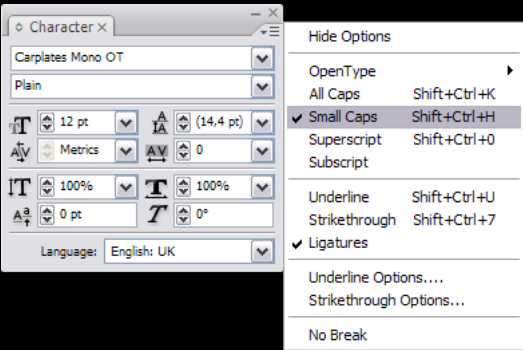 Character
Carplates Mono OT
Plain
12 pt (14,4 pt)
Metrics 0
100% 100%
0 pt 0°
Language: English: UK
Hide Options
OpenType
All Caps Shift+Ctrl+K
Small Caps Shift+Ctrl+H
Superscript Shift+Ctrl+0
Subscript
Underline Shift+Ctrl+U
Strikethrough Shift+Ctrl+7
Ligatures
Underline Options....
Strikethrough Options...
No Break